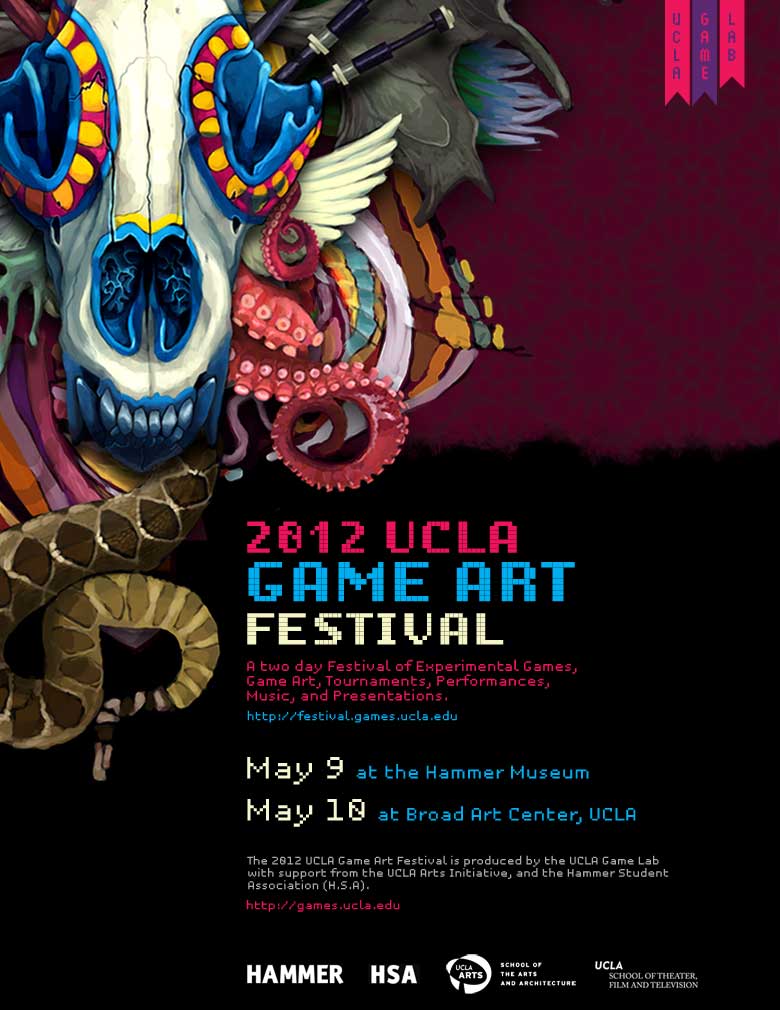 UCLA
GAME
LAB
2012 UCLA
GAME ART
FESTIVAL
A two day Festival of Experimental Games,
Game Art, Tournaments, Performances,
Music, and Presentations.
http://festival.games.ucla.edu
May 9 at the Hammer Museum
May 10 at Broad Art Center, UCLA
The 2012 UCLA Game Art Festival is produced by the UCLA Game Lab
with support from the UCLA Arts Initiative, and the Hammer Student
Association (H.S.A).
http://games.ucla.edu
HAMMER
HSA
UCLA
ARTS
SCHOOL OF
THE ARTS
AND ARCHITECTURE
UCLA
SCHOOL OF THEATER,
FILM AND TELEVISION